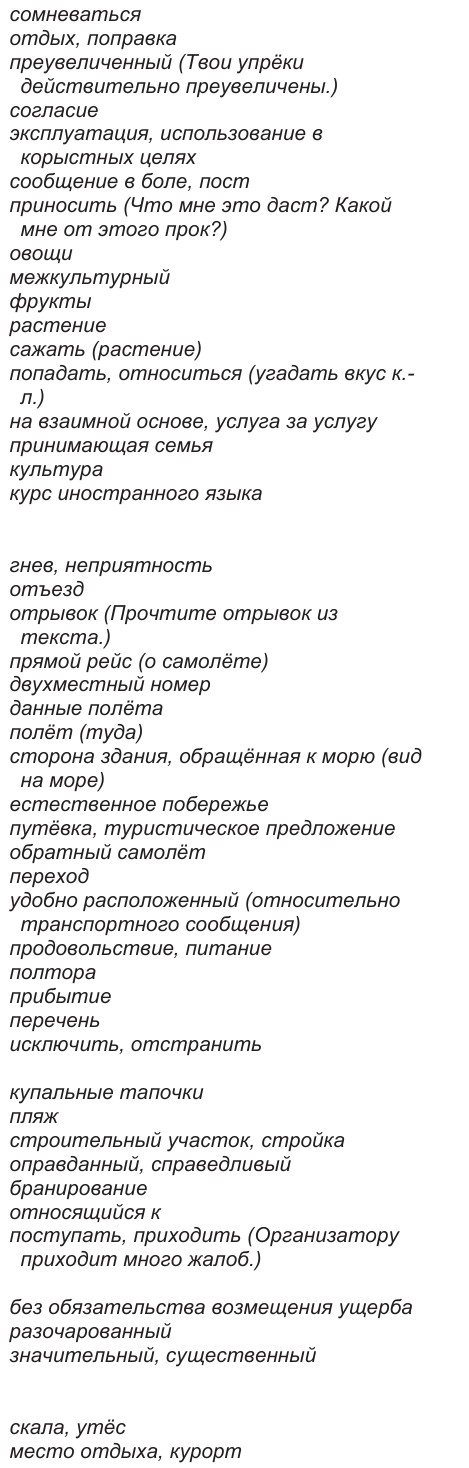 сомневаться
отдых, поправка
преувеличенный (Твои упрёки
действительно преувеличены.)
согласие
эксплуатация, использование в
корыстных целях
сообщение в боле, пост
приносить (Что мне это даст? Какой
мне от этого прок?)
овощи
межкультурный
фрукты
растение
сажать (растение)
попадать, относиться (угадать вкус к.-
л.)
на взаимной основе, услуга за услугу
принимающая семья
культура
курс иностранного языка
гнев, неприятность
отъезд
отрывок (Прочтите отрывок из
текста.)
прямой рейс (о самолёте)
двухместный номер
данные полёта
полёт (туда)
сторона здания, обращённая к морю (вид
на море)
естественное побережье
путёвка, туристическое предложение
обратный самолёт
переход
удобно расположенный (относительно
транспортного сообщения)
продовольствие, питание
полтора
прибытие
перечень
исключить, отстранить
купальные тапочки
пляж
строительный участок, стройка
оправданный, справедливый
бранирование
относящийся к
поступать, приходить (Организатору
приходит много жалоб.)
без обязательства возмещения ущерба
разочарованный
значительный, существенный
скала, утёс
место отдыха, курорт